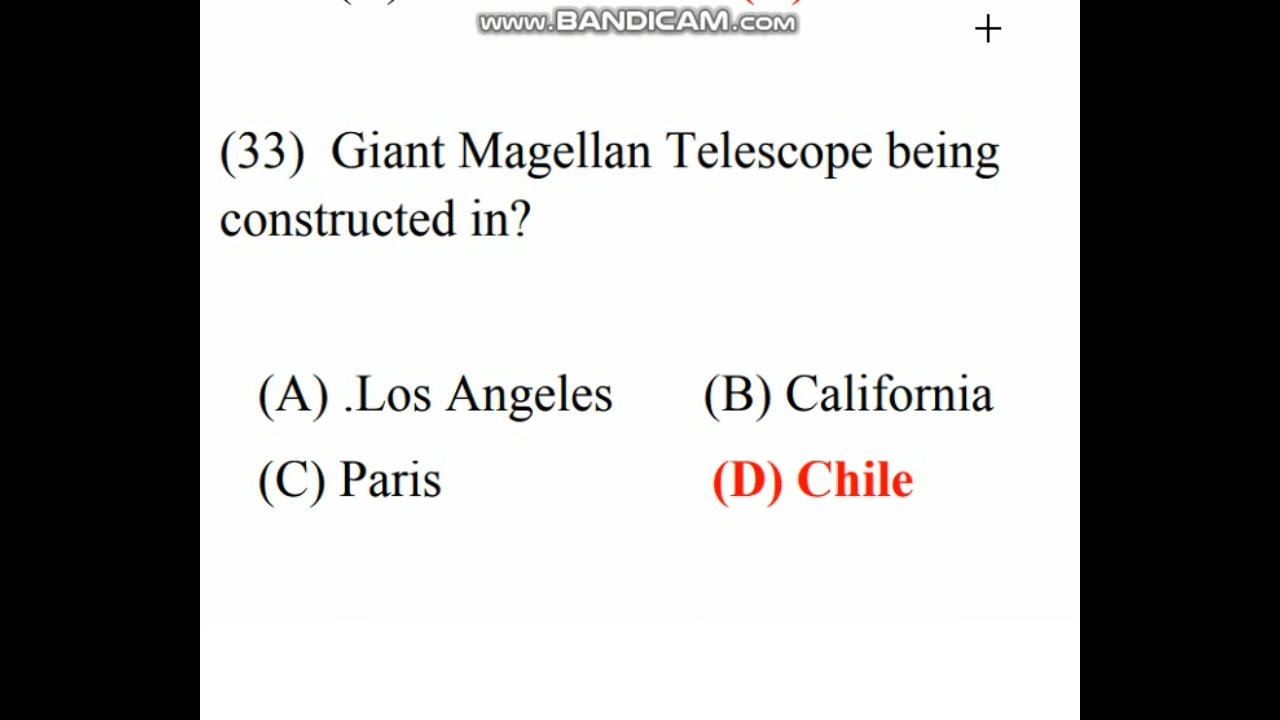 www.BANDICAM.com
(33) Giant Magellan Telescope being
constructed in?
(A) .Los Angeles (B) California
(C) Paris (D) Chile